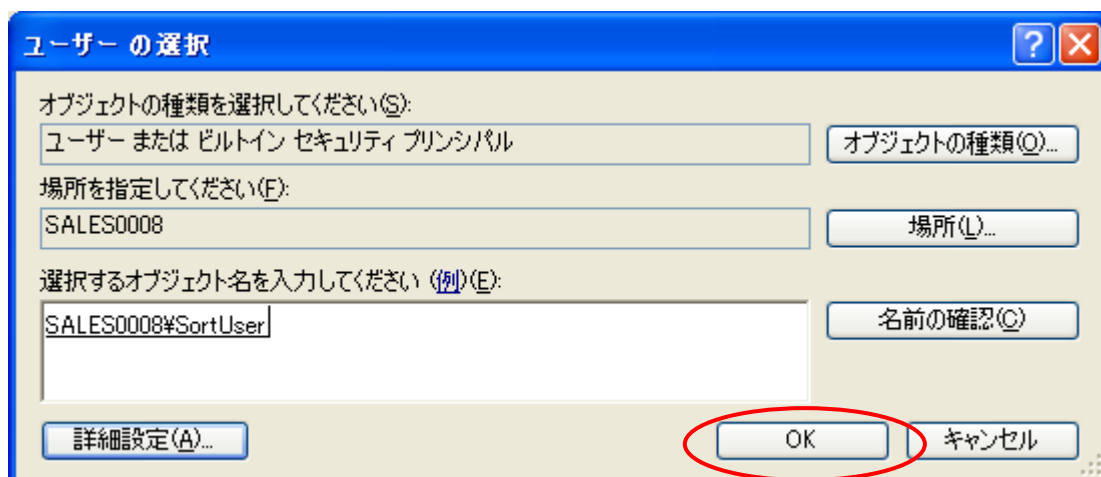 ユーザー の選択
オブジェクトの種類を選択してください(S):
ユーザー または ビルトイン セキュリティ プリンシパル
オブジェクトの種類(O)...
場所を指定してください(F):
SALES0008
場所(L)...
選択するオブジェクト名を入力してください (例)(E):
SALES0008¥SortUser
名前の確認(C)
詳細設定(A)...
OK
キャンセル